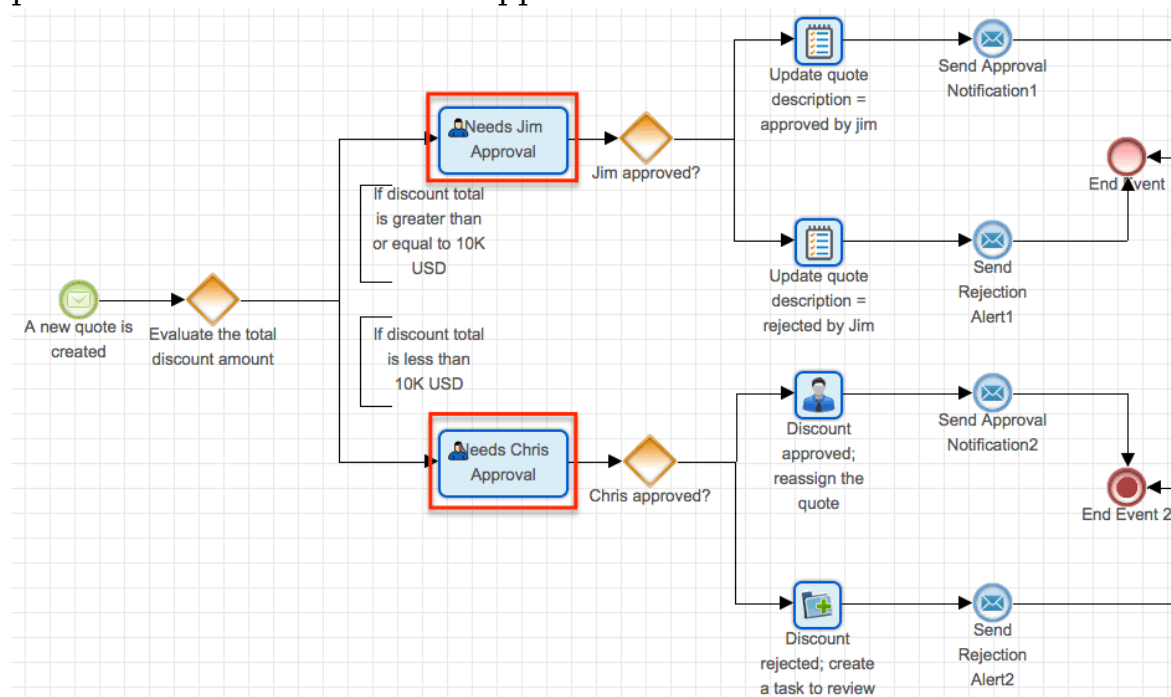 Needs Jim
Approval
Jim approved?
Update quote
description =
approved by jim
Send Approval
Notification1
End Event
If discount total
is greater than
or equal to 10K
USD
Update quote
description =
rejected by Jim
Send
Rejection
Alert1
A new quote is
created
Evaluate the total
discount amount
If discount total
is less than
10K USD
Needs Chris
Approval
Chris approved?
Discount
approved;
reassign the
quote
Send Approval
Notification2
End Event 2
Discount
rejected; create
a task to review
Send
Rejection
Alert2